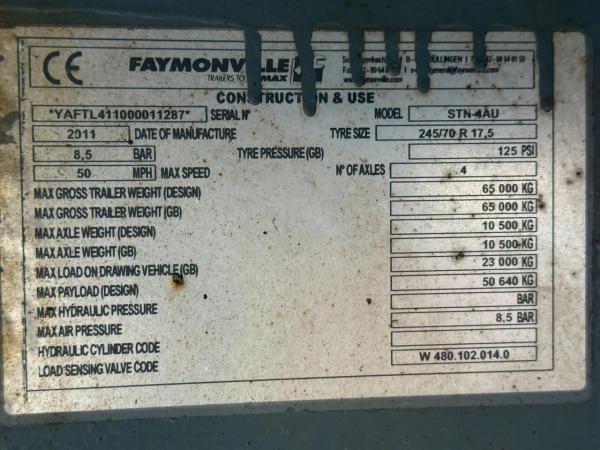 CE FAYMONVILLE
TRAILERS TO MAX
www.faymonville.com
CONSTRUCTION & USE
*YAFTL411000011287* SERIAL N° MODEL STN-4AU
2011 DATE OF MANUFACTURE TYRE SIZE 245/70 R 17,5
8,5 BAR TYRE PRESSURE (GB) 125 PSI
50 MPH MAX SPEED N° OF AXLES 4
MAX GROSS TRAILER WEIGHT (DESIGN) 65 000 KG
MAX GROSS TRAILER WEIGHT (GB) 65 000 KG
MAX AXLE WEIGHT (DESIGN) 10 500 KG
MAX AXLE WEIGHT (GB) 10 500 KG
MAX LOAD ON DRAWING VEHICLE (GB) 23 000 KG
MAX PAYLOAD (DESIGN) 50 640 KG
MAX HYDRAULIC PRESSURE BAR
MAX AIR PRESSURE 8,5 BAR
HYDRAULIC CYLINDER CODE
LOAD SENSING VALVE CODE W 480.102.014.0